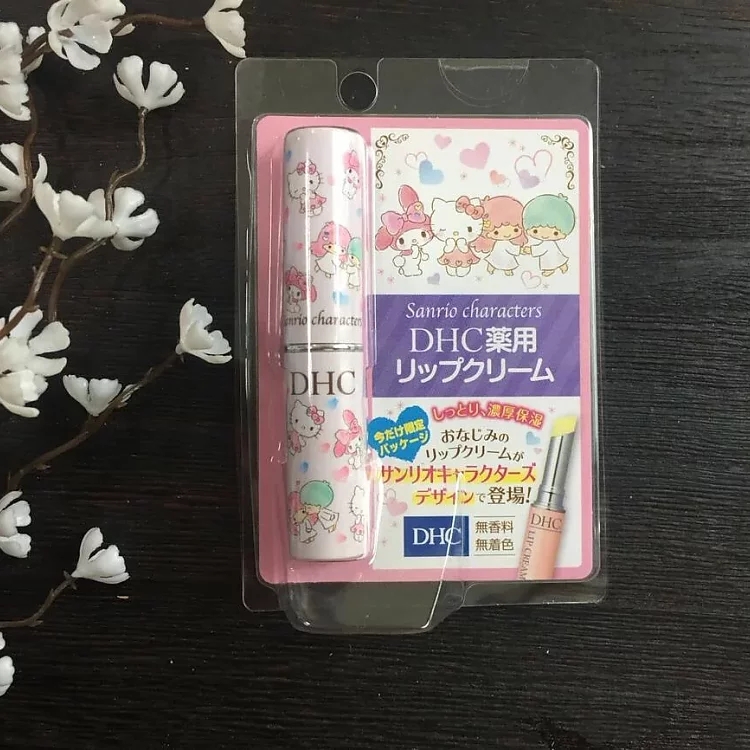 Sanrio characters
DHC
Sanrio characters
DHC薬用
リップクリーム
しっとり、濃厚保湿
今だけ限定
パッケージ
おなじみの
リップクリームが
サンリオキャラクターズ
デザインで登場!
DHC
無香料
無着色
DHC
LIP CREAM